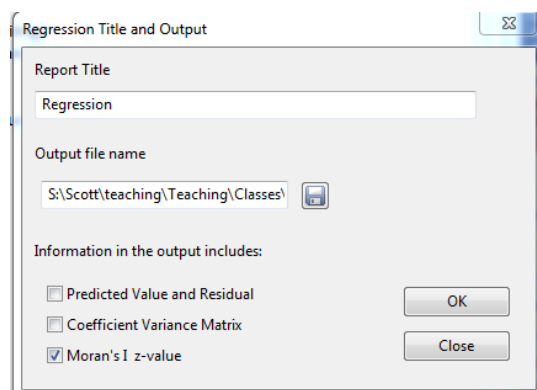 Regression Title and Output
Report Title
Regression
Output file name
S:\Scott\teaching\Teaching\Classes\
Information in the output includes:
Predicted Value and Residual
OK
Coefficient Variance Matrix
Moran's I z-value
Close